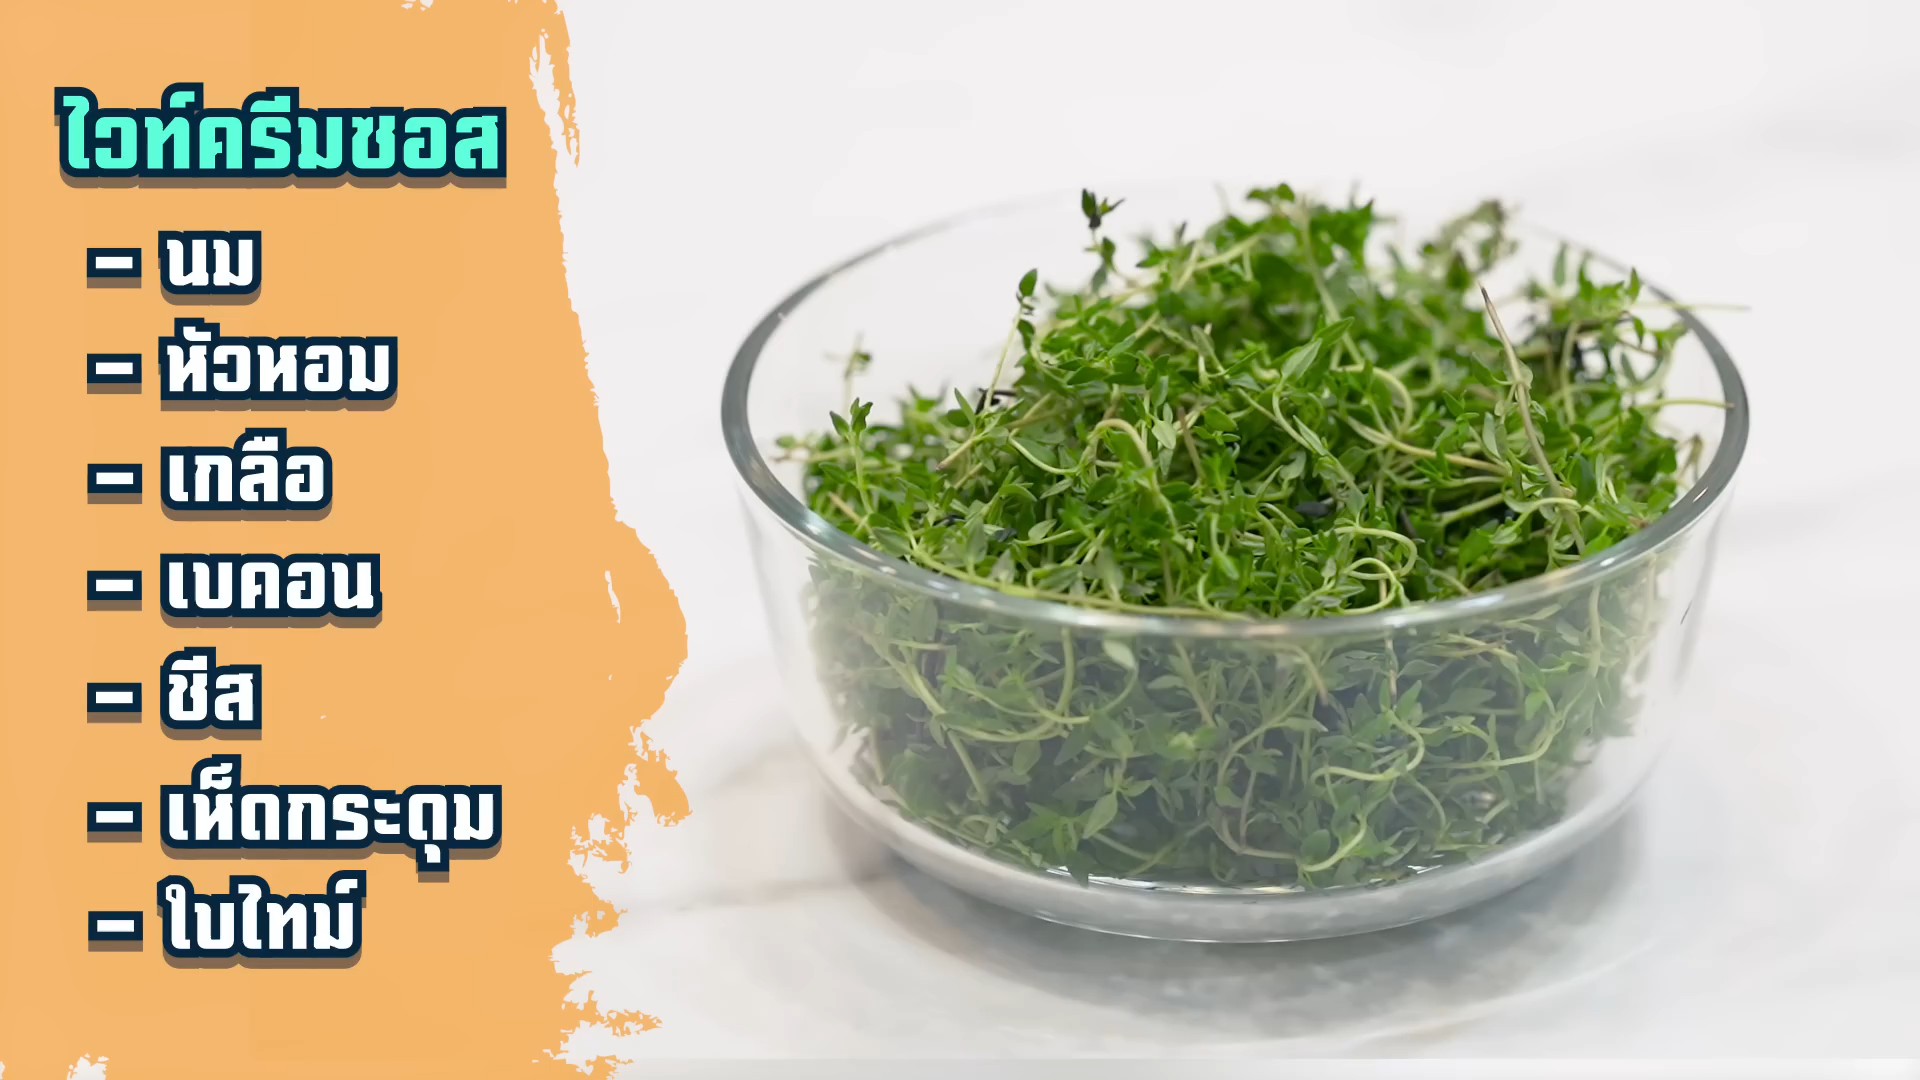 ไวท์ครีมซอส
- นม
- หัวหอม
- เกลือ
- เบคอน
- ชีส
- เห็ดกระดุม
- ใบไทม์